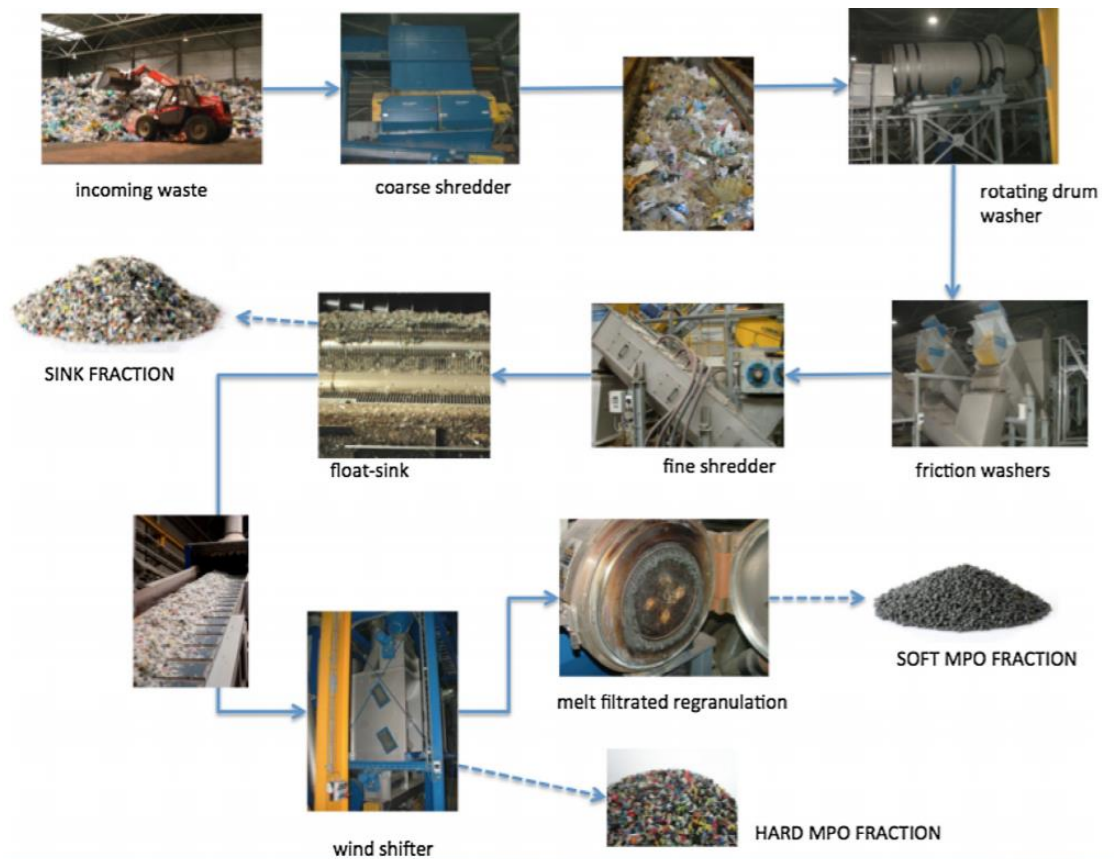 incoming waste
coarse shredder
rotating drum
washer
SINK FRACTION
float-sink
fine shredder
friction washers
melt filtrated regranulation
SOFT MPO FRACTION
wind shifter
HARD MPO FRACTION